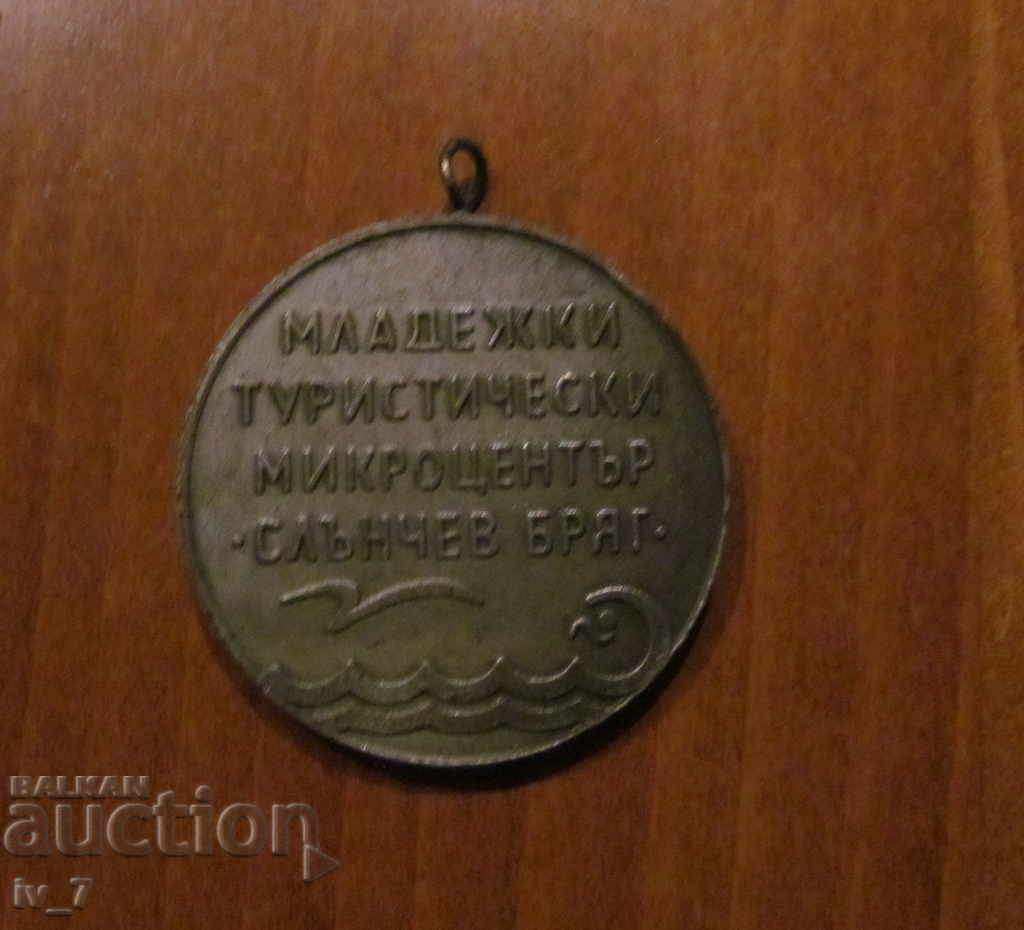 МЛАДЕЖКИ
ТУРИСТИЧЕСКИ
МИКРОЦЕНТЪР
·СЛЪНЧЕВ БРЯГ·
BALKAN
auction
iv_7